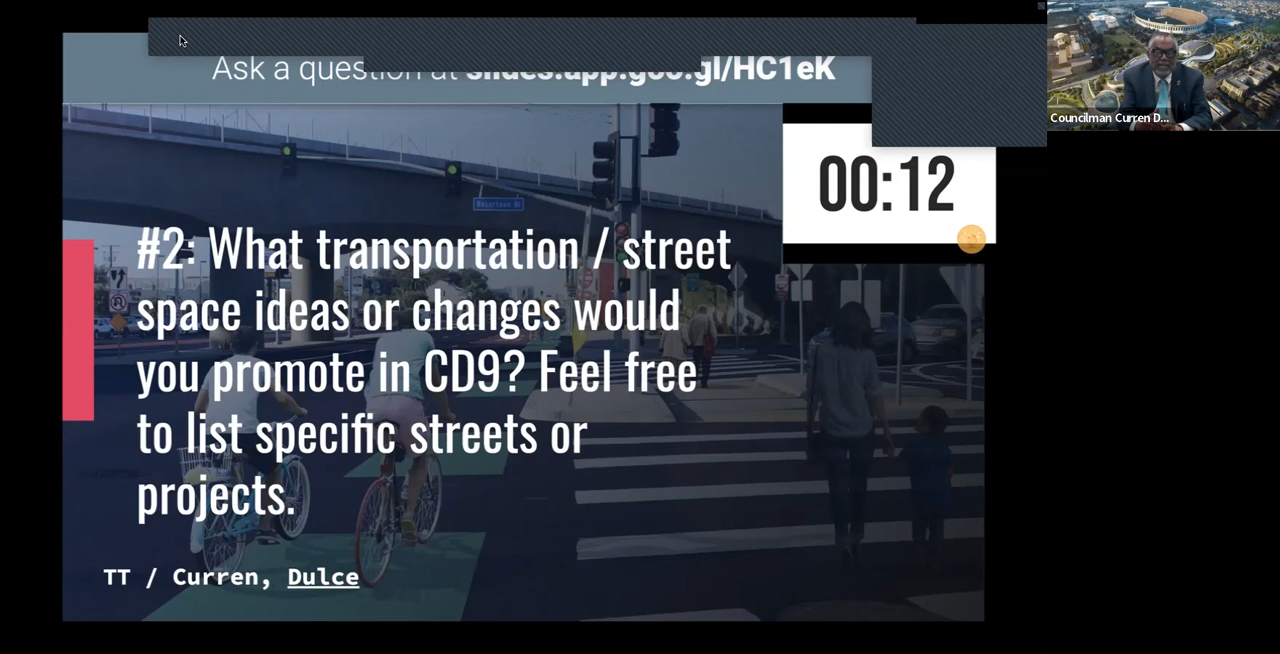 Ask a question at slides.app.goo.gl/HC1eK
Councilman Curren D...
00:12
#2: What transportation / street
space ideas or changes would
you promote in CD9? Feel free
to list specific streets or
projects.
TT / Curren, Dulce